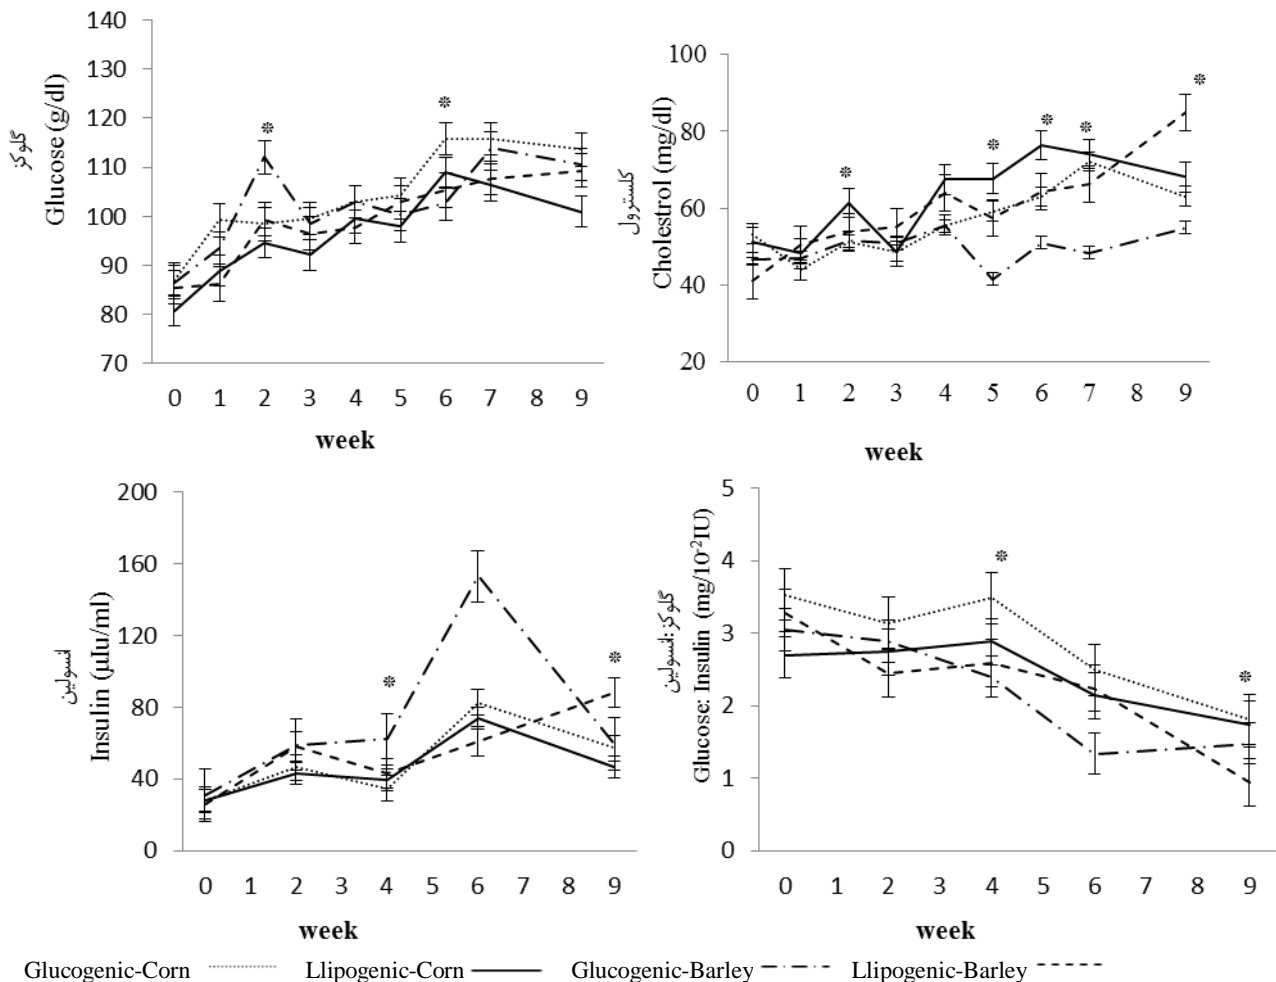 گلوکز
Glucose (g/dl)
140
130
120
110
100
90
80
70
*
*
0 1 2 3 4 5 6 7 8 9
week
کلسترول
Cholestrol (mg/dl)
100
80
60
40
20
*
*
*
*
*
0 1 2 3 4 5 6 7 8 9
week
انسولین
Insulin (µIu/ml)
200
160
120
80
40
0
*
*
0 1 2 3 4 5 6 7 8 9
week
گلوکز:انسولین
Glucose: Insulin (mg/10⁻²IU)
5
4
3
2
1
0
*
*
0 1 2 3 4 5 6 7 8 9
week
Glucogenic-Corn Llipogenic-Corn Glucogenic-Barley Llipogenic-Barley